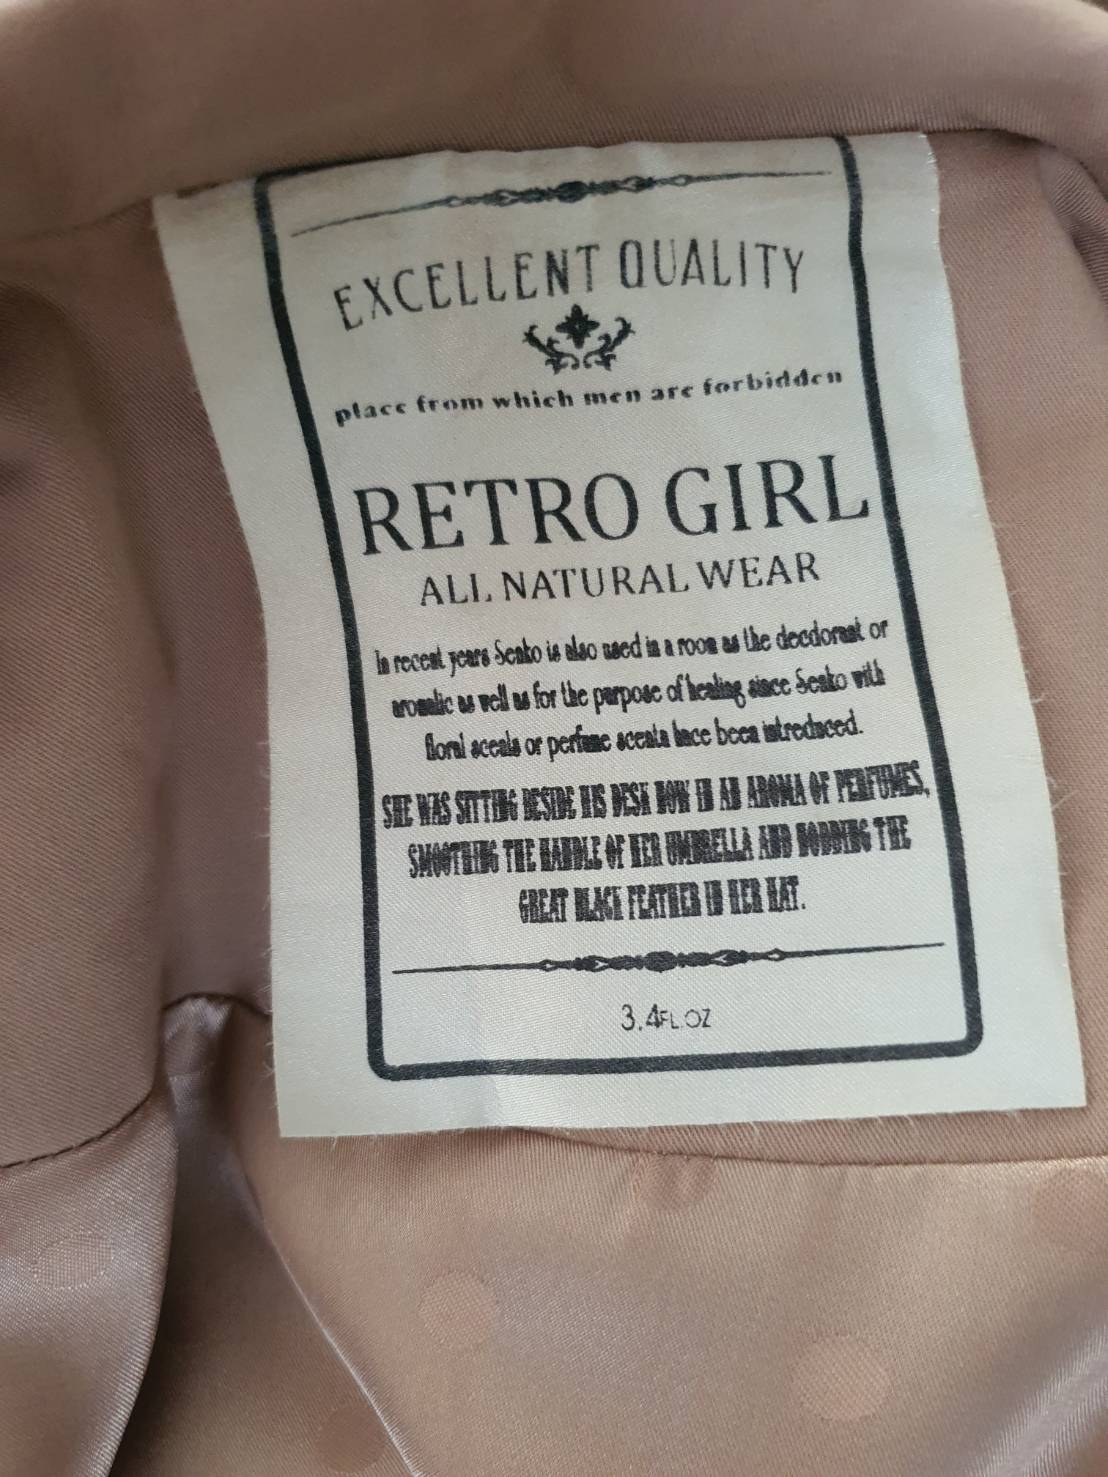 EXCELLENT QUALITY
place from which men are forbidden
RETRO GIRL
ALL NATURAL WEAR
In recent years Senko is also used in a room as the deodorant or
aromatic as well as for the purpose of healing since Senko with
floral scents or perfume scents have been introduced.
SHE WAS SITTING BESIDE HIS DESK NOW IN AN AROMA OF PERFUMES,
SMOOTHING THE HANDLE OF HER UMBRELLA AND NODDING THE
GREAT BLACK FEATHER IN HER HAT.
3.4FL.OZ